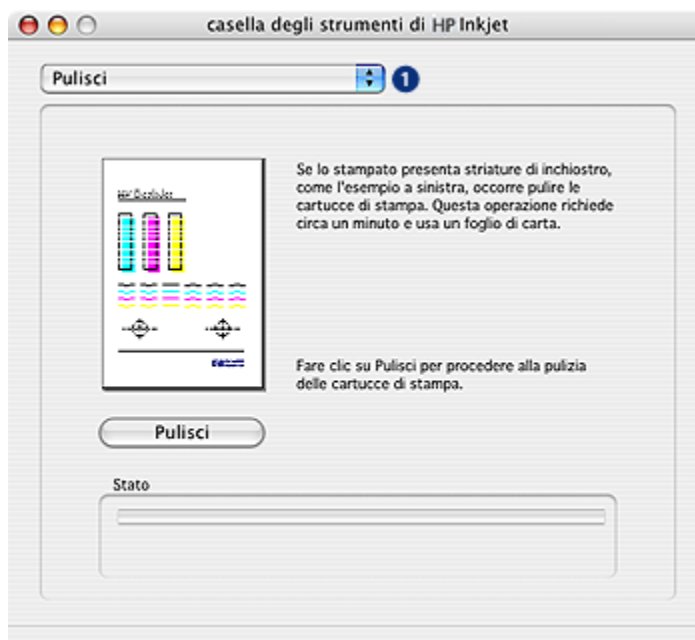 casella degli strumenti di HP Inkjet
Pulisci
1
Se lo stampato presenta striature di inchiostro,
come l'esempio a sinistra, occorre pulire le
cartucce di stampa. Questa operazione richiede
circa un minuto e usa un foglio di carta.
Fare clic su Pulisci per procedere alla pulizia
delle cartucce di stampa.
Pulisci
Stato